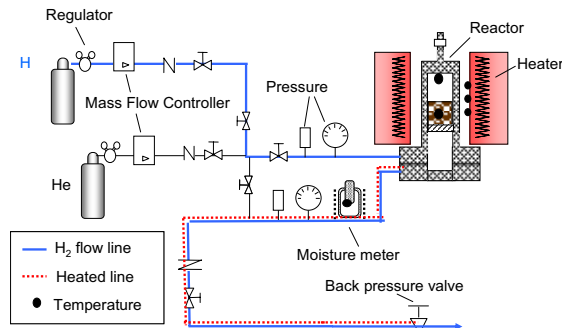 Regulator
Reactor
H
Heater
Pressure
Mass Flow Controller
He
Moisture meter
H₂ flow line
Heated line
Temperature
Back pressure valve